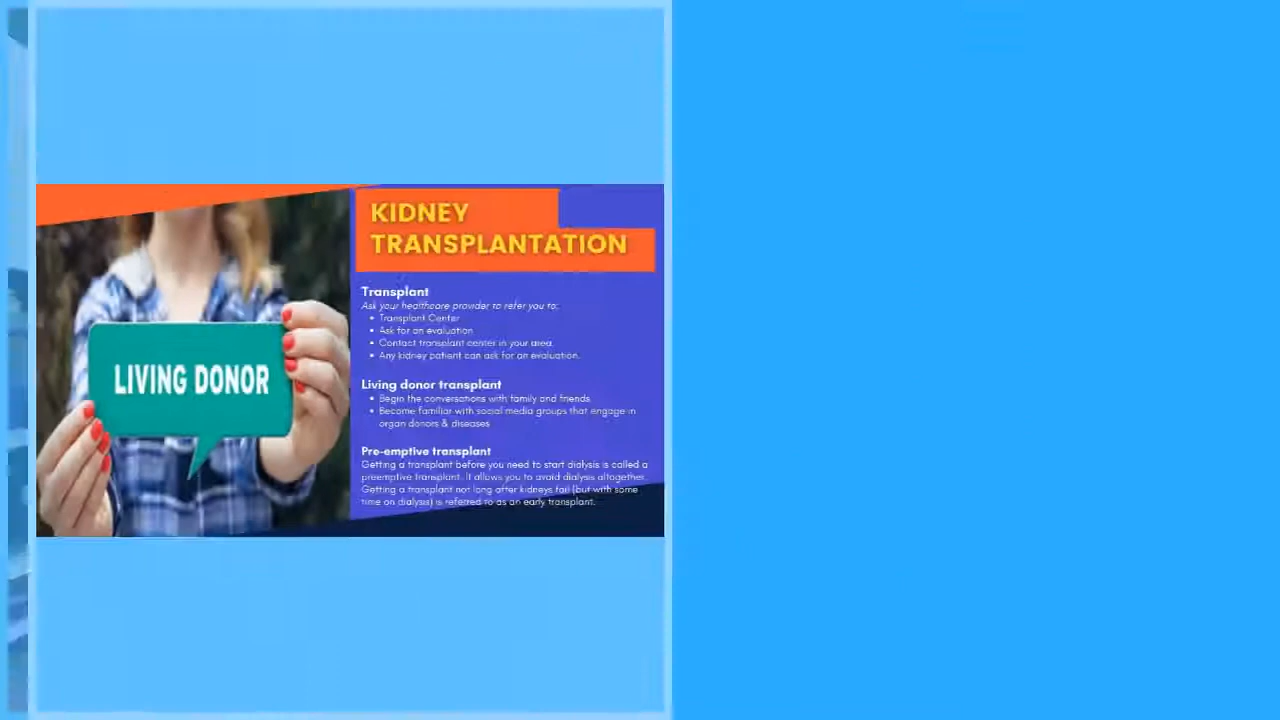 LIVING DONOR
KIDNEY
TRANSPLANTATION
Transplant
Ask your healthcare provider to refer you to:
• Transplant Center
• Ask for an evaluation
• Contact transplant center in your area.
• Any kidney patient can ask for an evaluation.
Living donor transplant
• Begin the conversations with family and friends
• Become familiar with social media groups that engage in
organ donors & diseases
Pre-emptive transplant
Getting a transplant before you need to start dialysis is called a
preemptive transplant. It allows you to avoid dialysis altogether.
Getting a transplant not long after kidneys fail (but with some
time on dialysis) is referred to as an early transplant.